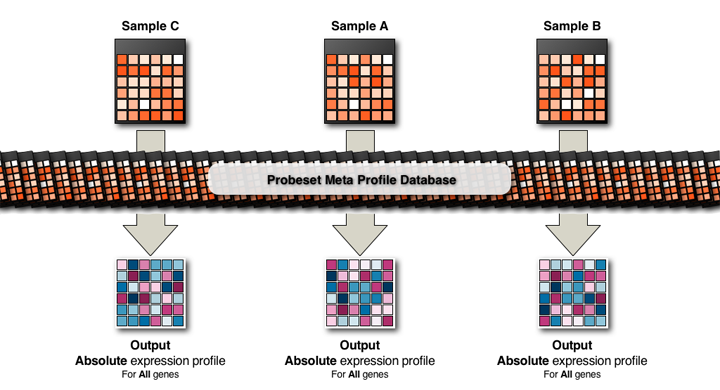 Sample C
Sample A
Sample B
Probeset Meta Profile Database
Output
Absolute expression profile
For All genes
Output
Absolute expression profile
For All genes
Output
Absolute expression profile
For All genes